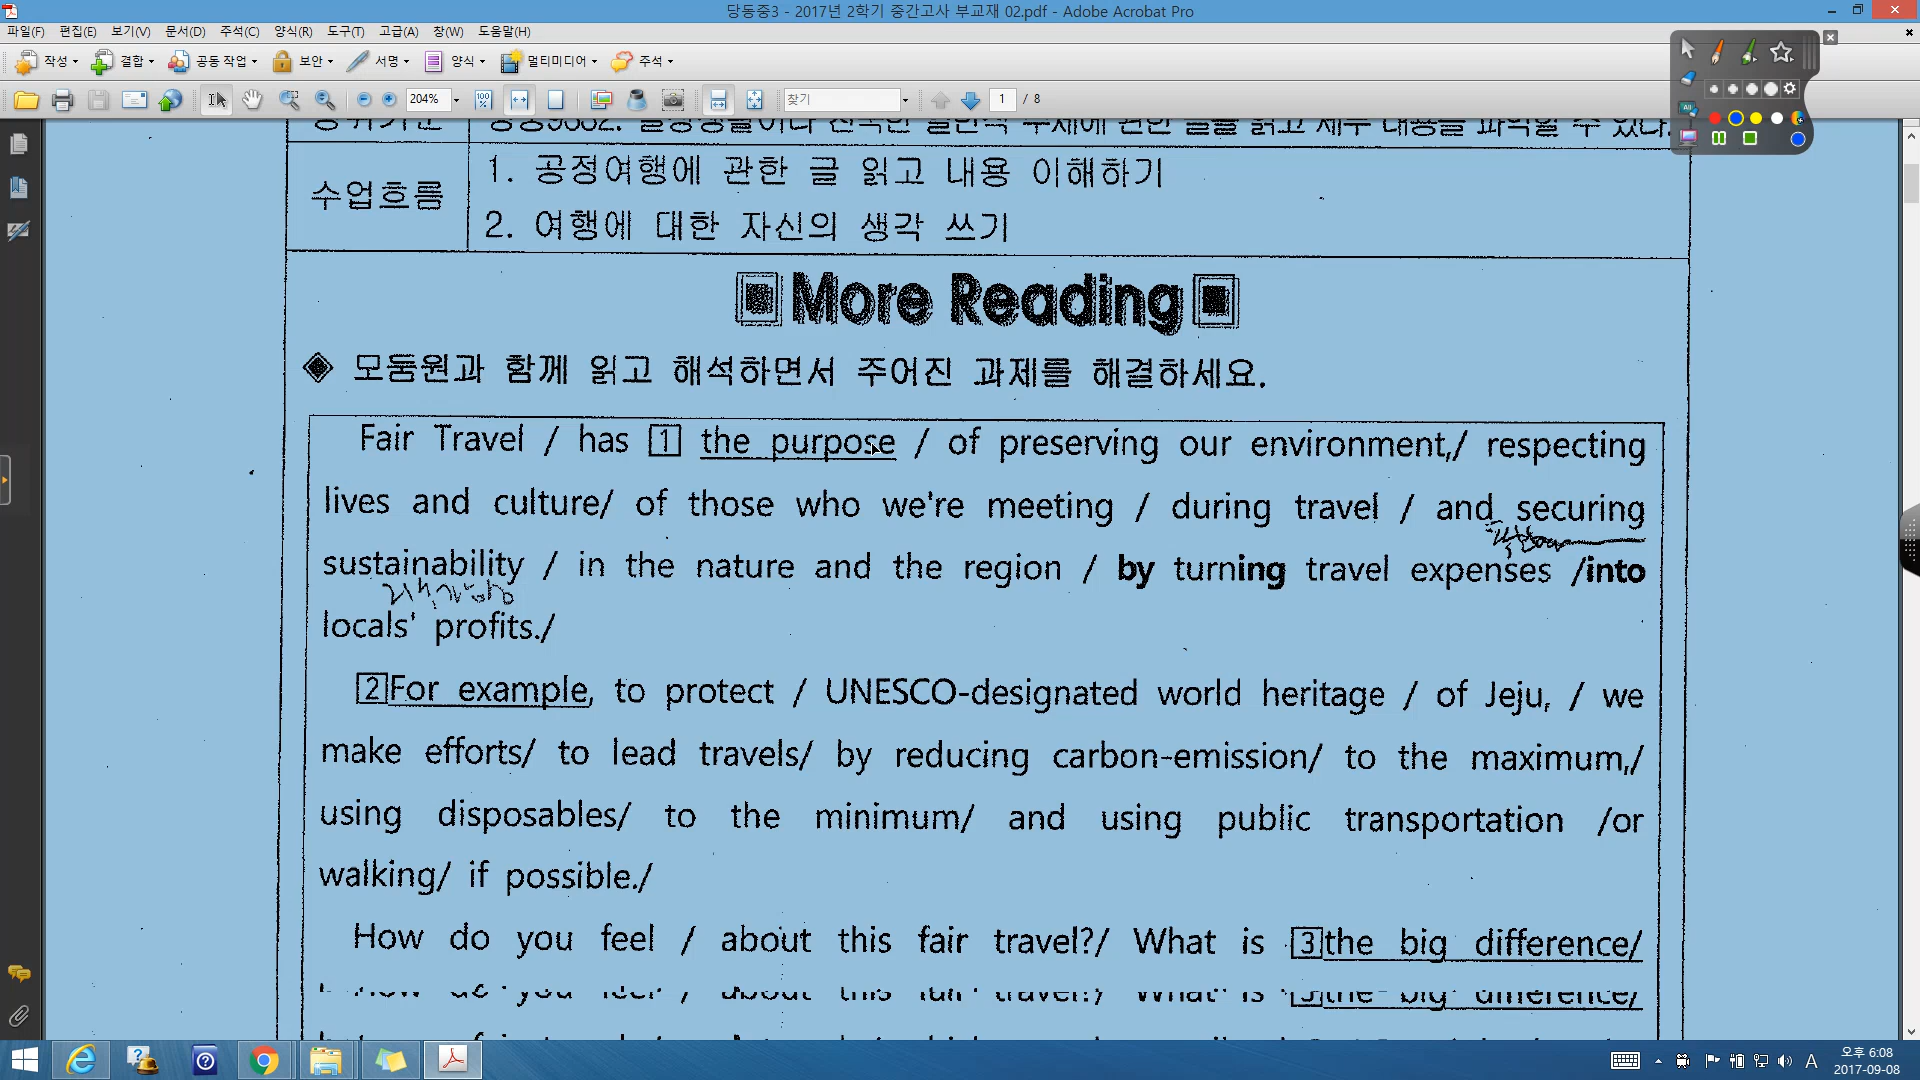 당동중3 - 2017년 2학기 중간고사 부교재 02.pdf - Adobe Acrobat Pro
파일(F) 편집(E) 보기(V) 문서(D) 주석(C) 양식(R) 도구(T) 고급(A) 창(W) 도움말(H)
작성 결합 공동 작업 보안 서명 양식 멀티미디어 주석
204% 찾기 1 / 8
수업흐름
1. 공정여행에 관한 글 읽고 내용 이해하기
2. 여행에 대한 자신의 생각 쓰기
More Reading
◈ 모둠원과 함께 읽고 해석하면서 주어진 과제를 해결하세요.
Fair Travel / has 1 the purpose / of preserving our environment,/ respecting
lives and culture/ of those who we're meeting / during travel / and securing
sustainability / in the nature and the region / by turning travel expenses /into
locals' profits./
2 For example, to protect / UNESCO-designated world heritage / of Jeju, / we
make efforts/ to lead travels/ by reducing carbon-emission/ to the maximum,/
using disposables/ to the minimum/ and using public transportation /or
walking/ if possible./
How do you feel / about this fair travel?/ What is 3 the big difference/
A 오후 6:08
2017-09-08